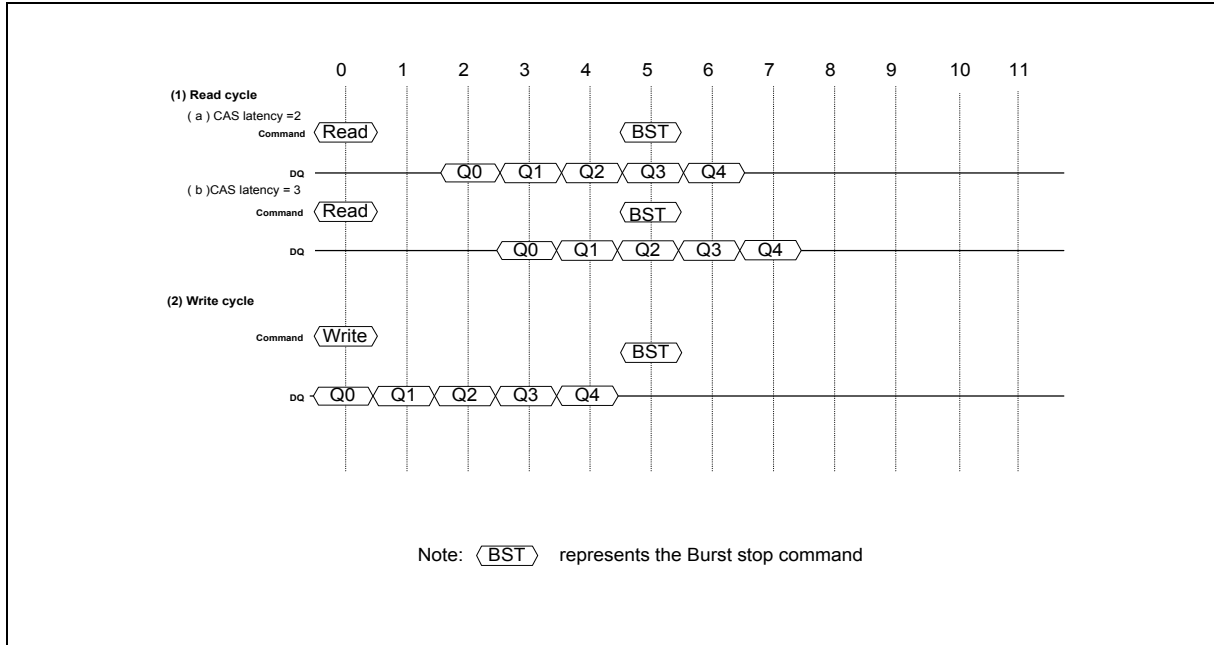 0 1 2 3 4 5 6 7 8 9 10 11
(1) Read cycle
( a ) CAS latency =2
Command Read BST
DQ Q0 Q1 Q2 Q3 Q4
( b )CAS latency = 3
Command Read BST
DQ Q0 Q1 Q2 Q3 Q4
(2) Write cycle
Command Write BST
DQ Q0 Q1 Q2 Q3 Q4
Note: BST represents the Burst stop command